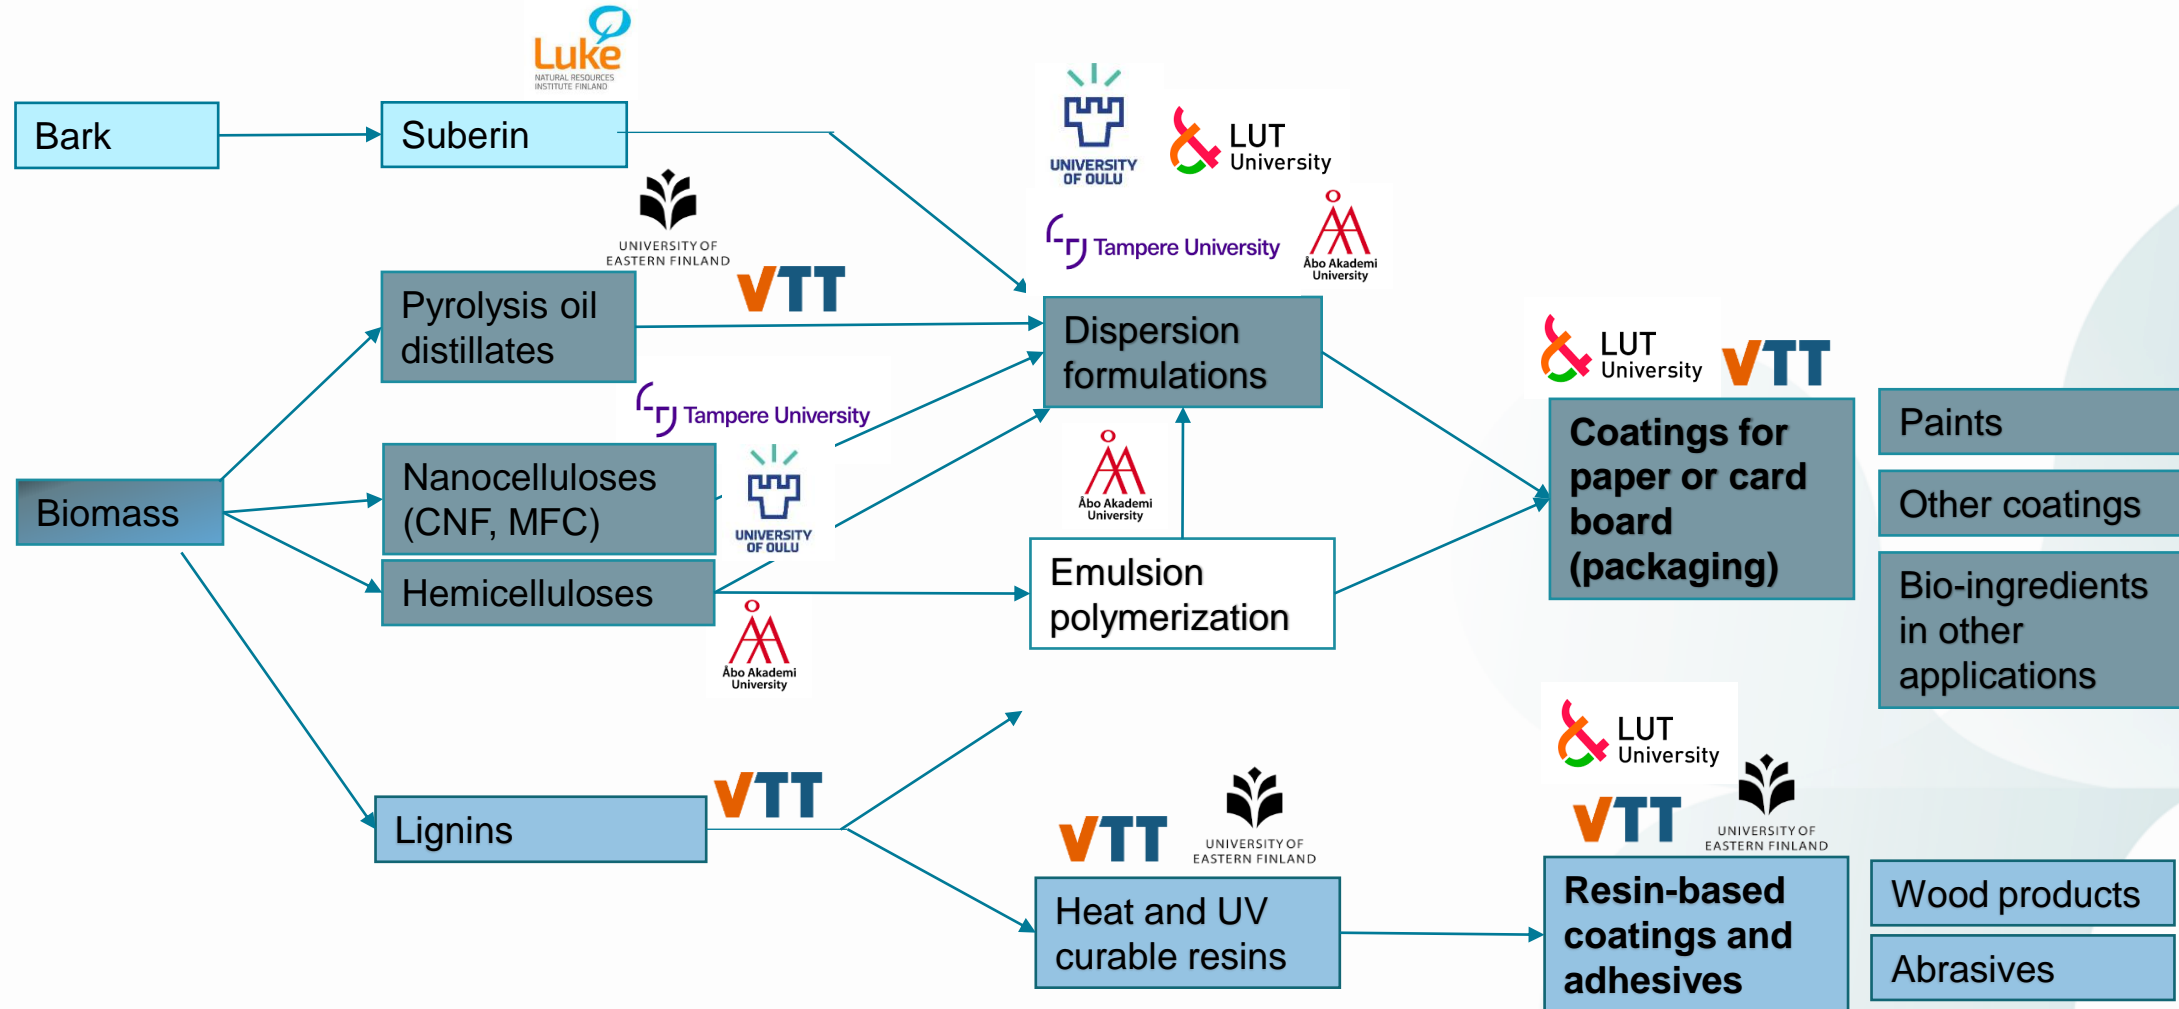 Luke
NATURAL RESOURCES
INSTITUTE FINLAND
Bark
Suberin
UNIVERSITY
OF OULU
LUT
University
UNIVERSITY OF
EASTERN FINLAND
VTT
Tampere University
Åbo Akademi
University
Pyrolysis oil
distillates
Dispersion
formulations
LUT
University
VTT
Tampere University
Coatings for
paper or card
board
(packaging)
Paints
Other coatings
Bio-ingredients
in other
applications
Biomass
Nanocelluloses
(CNF, MFC)
UNIVERSITY
OF OULU
Åbo Akademi
University
Hemicelluloses
Emulsion
polymerization
Åbo Akademi
University
Lignins
VTT
VTT
UNIVERSITY OF
EASTERN FINLAND
LUT
University
VTT
UNIVERSITY OF
EASTERN FINLAND
Heat and UV
curable resins
Resin-based
coatings and
adhesives
Wood products
Abrasives